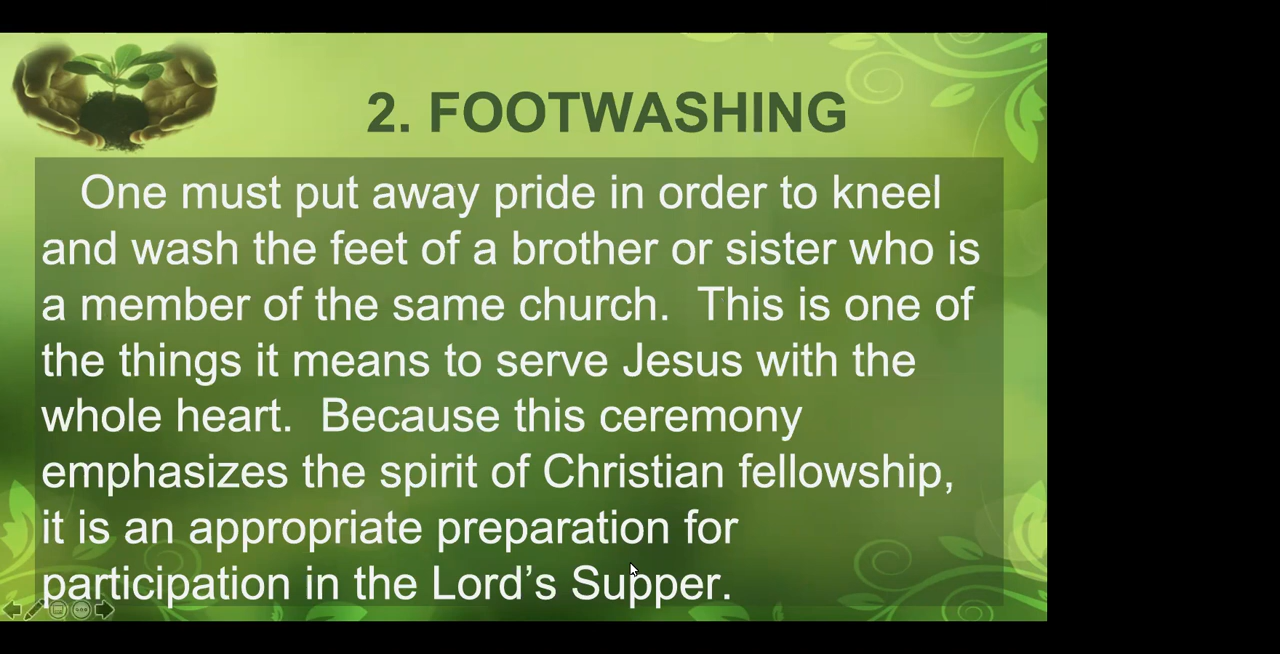 2. FOOTWASHING
One must put away pride in order to kneel
and wash the feet of a brother or sister who is
a member of the same church.  This is one of
the things it means to serve Jesus with the
whole heart.  Because this ceremony
emphasizes the spirit of Christian fellowship,
it is an appropriate preparation for
participation in the Lord’s Supper.